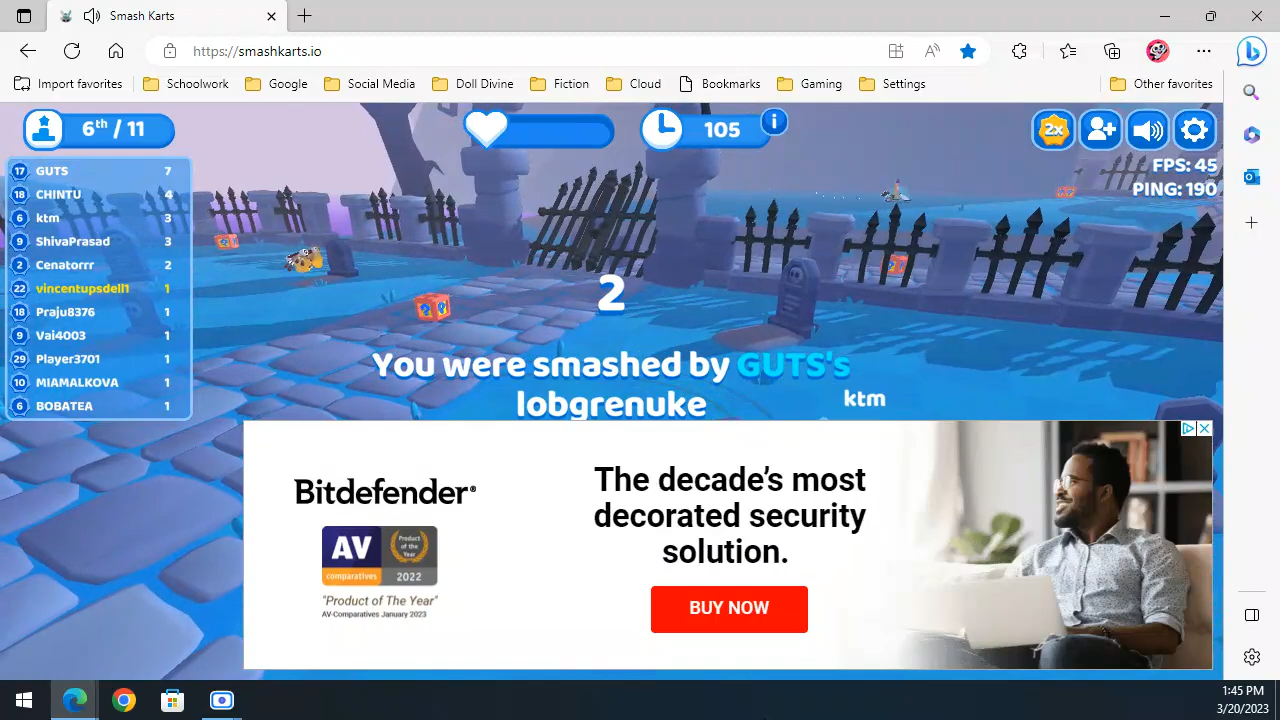 Smash Karts
https://smashkarts.io
Import favorites
Schoolwork
Google
Social Media
Doll Divine
Fiction
Cloud
Bookmarks
Gaming
Settings
Other favorites
6th / 11
105
i
2x
FPS: 45
PING: 190
17 GUTS 7
18 CHINTU 4
6 ktm 3
9 ShivaPrasad 3
2 Cenatorrr 2
22 vincentupsdell1 1
18 Praju8376 1
9 Vai4003 1
29 Player3701 1
10 MIAMALKOVA 1
6 BOBATEA 1
2
You were smashed by GUTS's
lobgrenuke
ktm
Bitdefender®
AV
comparatives
Product
of the
Year
2022
"Product of The Year"
AV-Comparatives January 2023
The decade's most
decorated security
solution.
BUY NOW
1:45 PM
3/20/2023